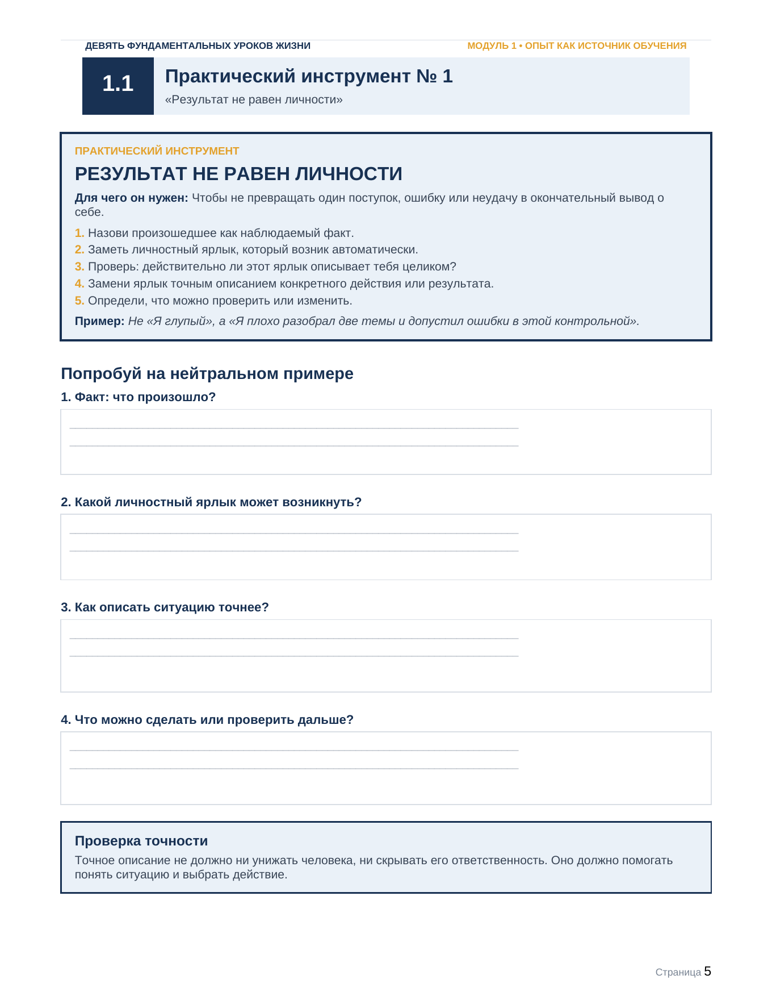 ДЕВЯТЬ ФУНДАМЕНТАЛЬНЫХ УРОКОВ ЖИЗНИ
МОДУЛЬ 1 • ОПЫТ КАК ИСТОЧНИК ОБУЧЕНИЯ
1.1
Практический инструмент № 1
«Результат не равен личности»
ПРАКТИЧЕСКИЙ ИНСТРУМЕНТ
РЕЗУЛЬТАТ НЕ РАВЕН ЛИЧНОСТИ
Для чего он нужен: Чтобы не превращать один поступок, ошибку или неудачу в окончательный вывод о
себе.
1. Назови произошедшее как наблюдаемый факт.
2. Заметь личностный ярлык, который возник автоматически.
3. Проверь: действительно ли этот ярлык описывает тебя целиком?
4. Замени ярлык точным описанием конкретного действия или результата.
5. Определи, что можно проверить или изменить.
Пример: Не «Я глупый», а «Я плохо разобрал две темы и допустил ошибки в этой контрольной».
Попробуй на нейтральном примере
1. Факт: что произошло?
2. Какой личностный ярлык может возникнуть?
3. Как описать ситуацию точнее?
4. Что можно сделать или проверить дальше?
Проверка точности
Точное описание не должно ни унижать человека, ни скрывать его ответственность. Оно должно помогать
понять ситуацию и выбрать действие.
Страница 5